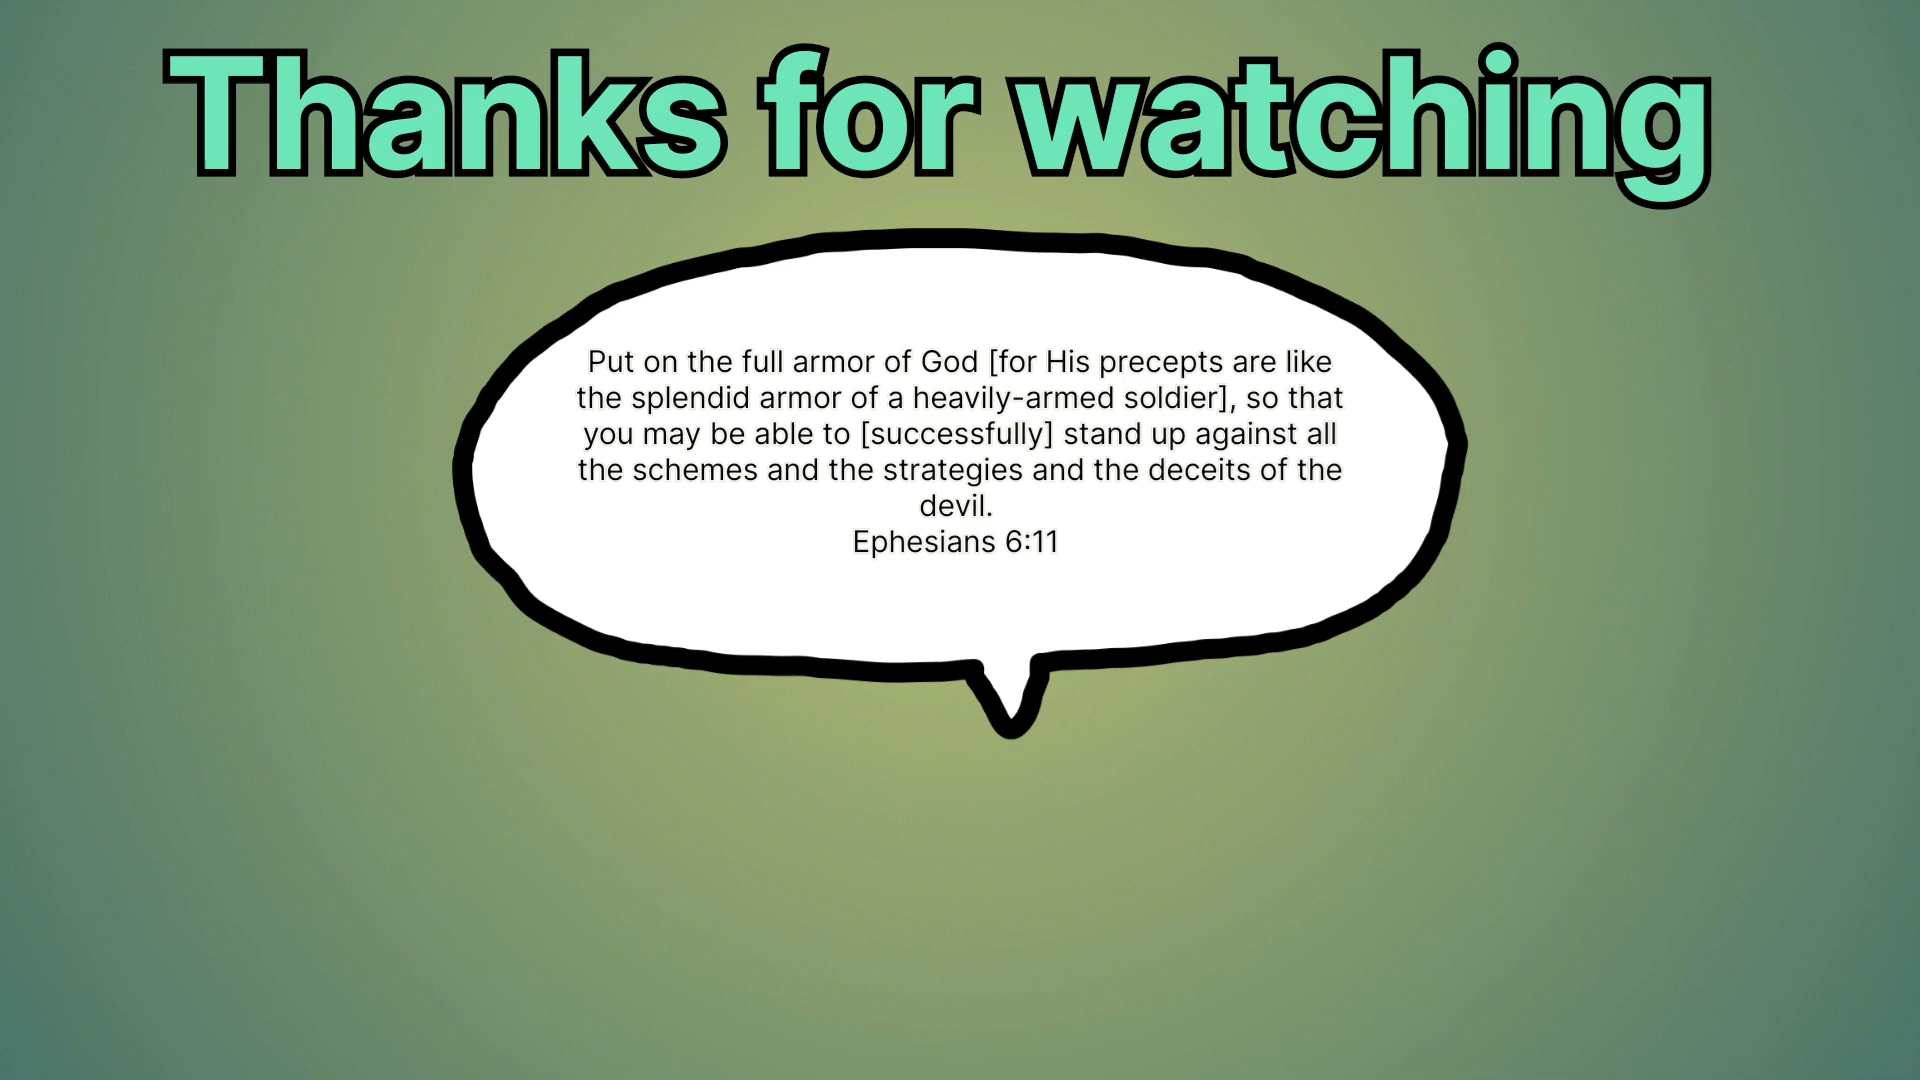 Thanks for watching
Put on the full armor of God [for His precepts are like
the splendid armor of a heavily-armed soldier], so that
you may be able to [successfully] stand up against all
the schemes and the strategies and the deceits of the
devil.
Ephesians 6:11